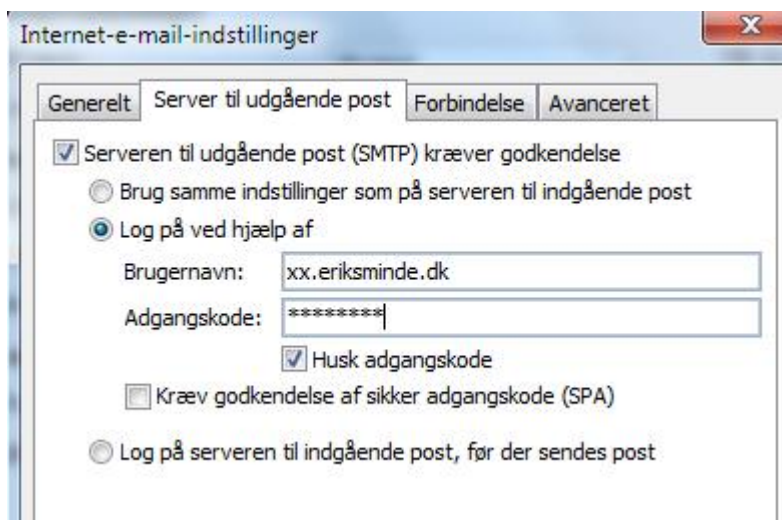 Internet-e-mail-indstillinger
Generelt Server til udgående post Forbindelse Avanceret
Serveren til udgående post (SMTP) kræver godkendelse
Brug samme indstillinger som på serveren til indgående post
Log på ved hjælp af
Brugernavn: xx.eriksminde.dk
Adgangskode: ********
Husk adgangskode
Kræv godkendelse af sikker adgangskode (SPA)
Log på serveren til indgående post, før der sendes post